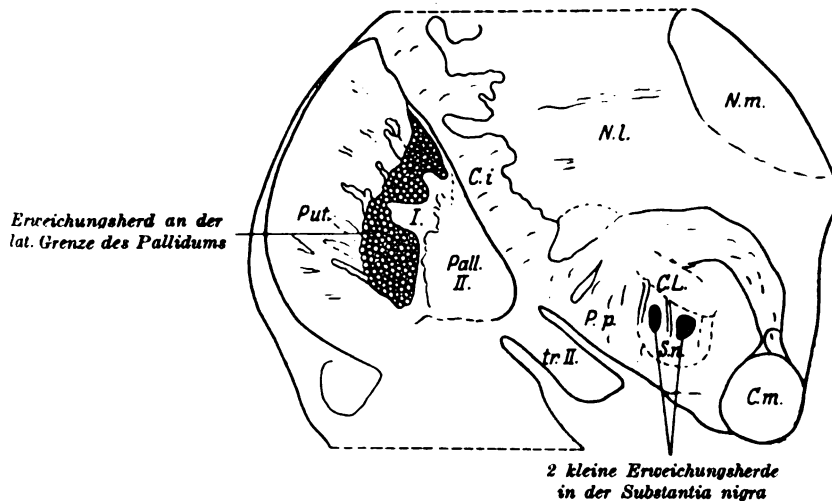 N.m.
N.l.
C.i
Erweichungsherd an der
lat. Grenze des Pallidums
Put.
I.
Pall.
II.
C.L.
P.p.
S.n.
tr.II.
C.m.
2 kleine Erweichungsherde
in der Substantia nigra